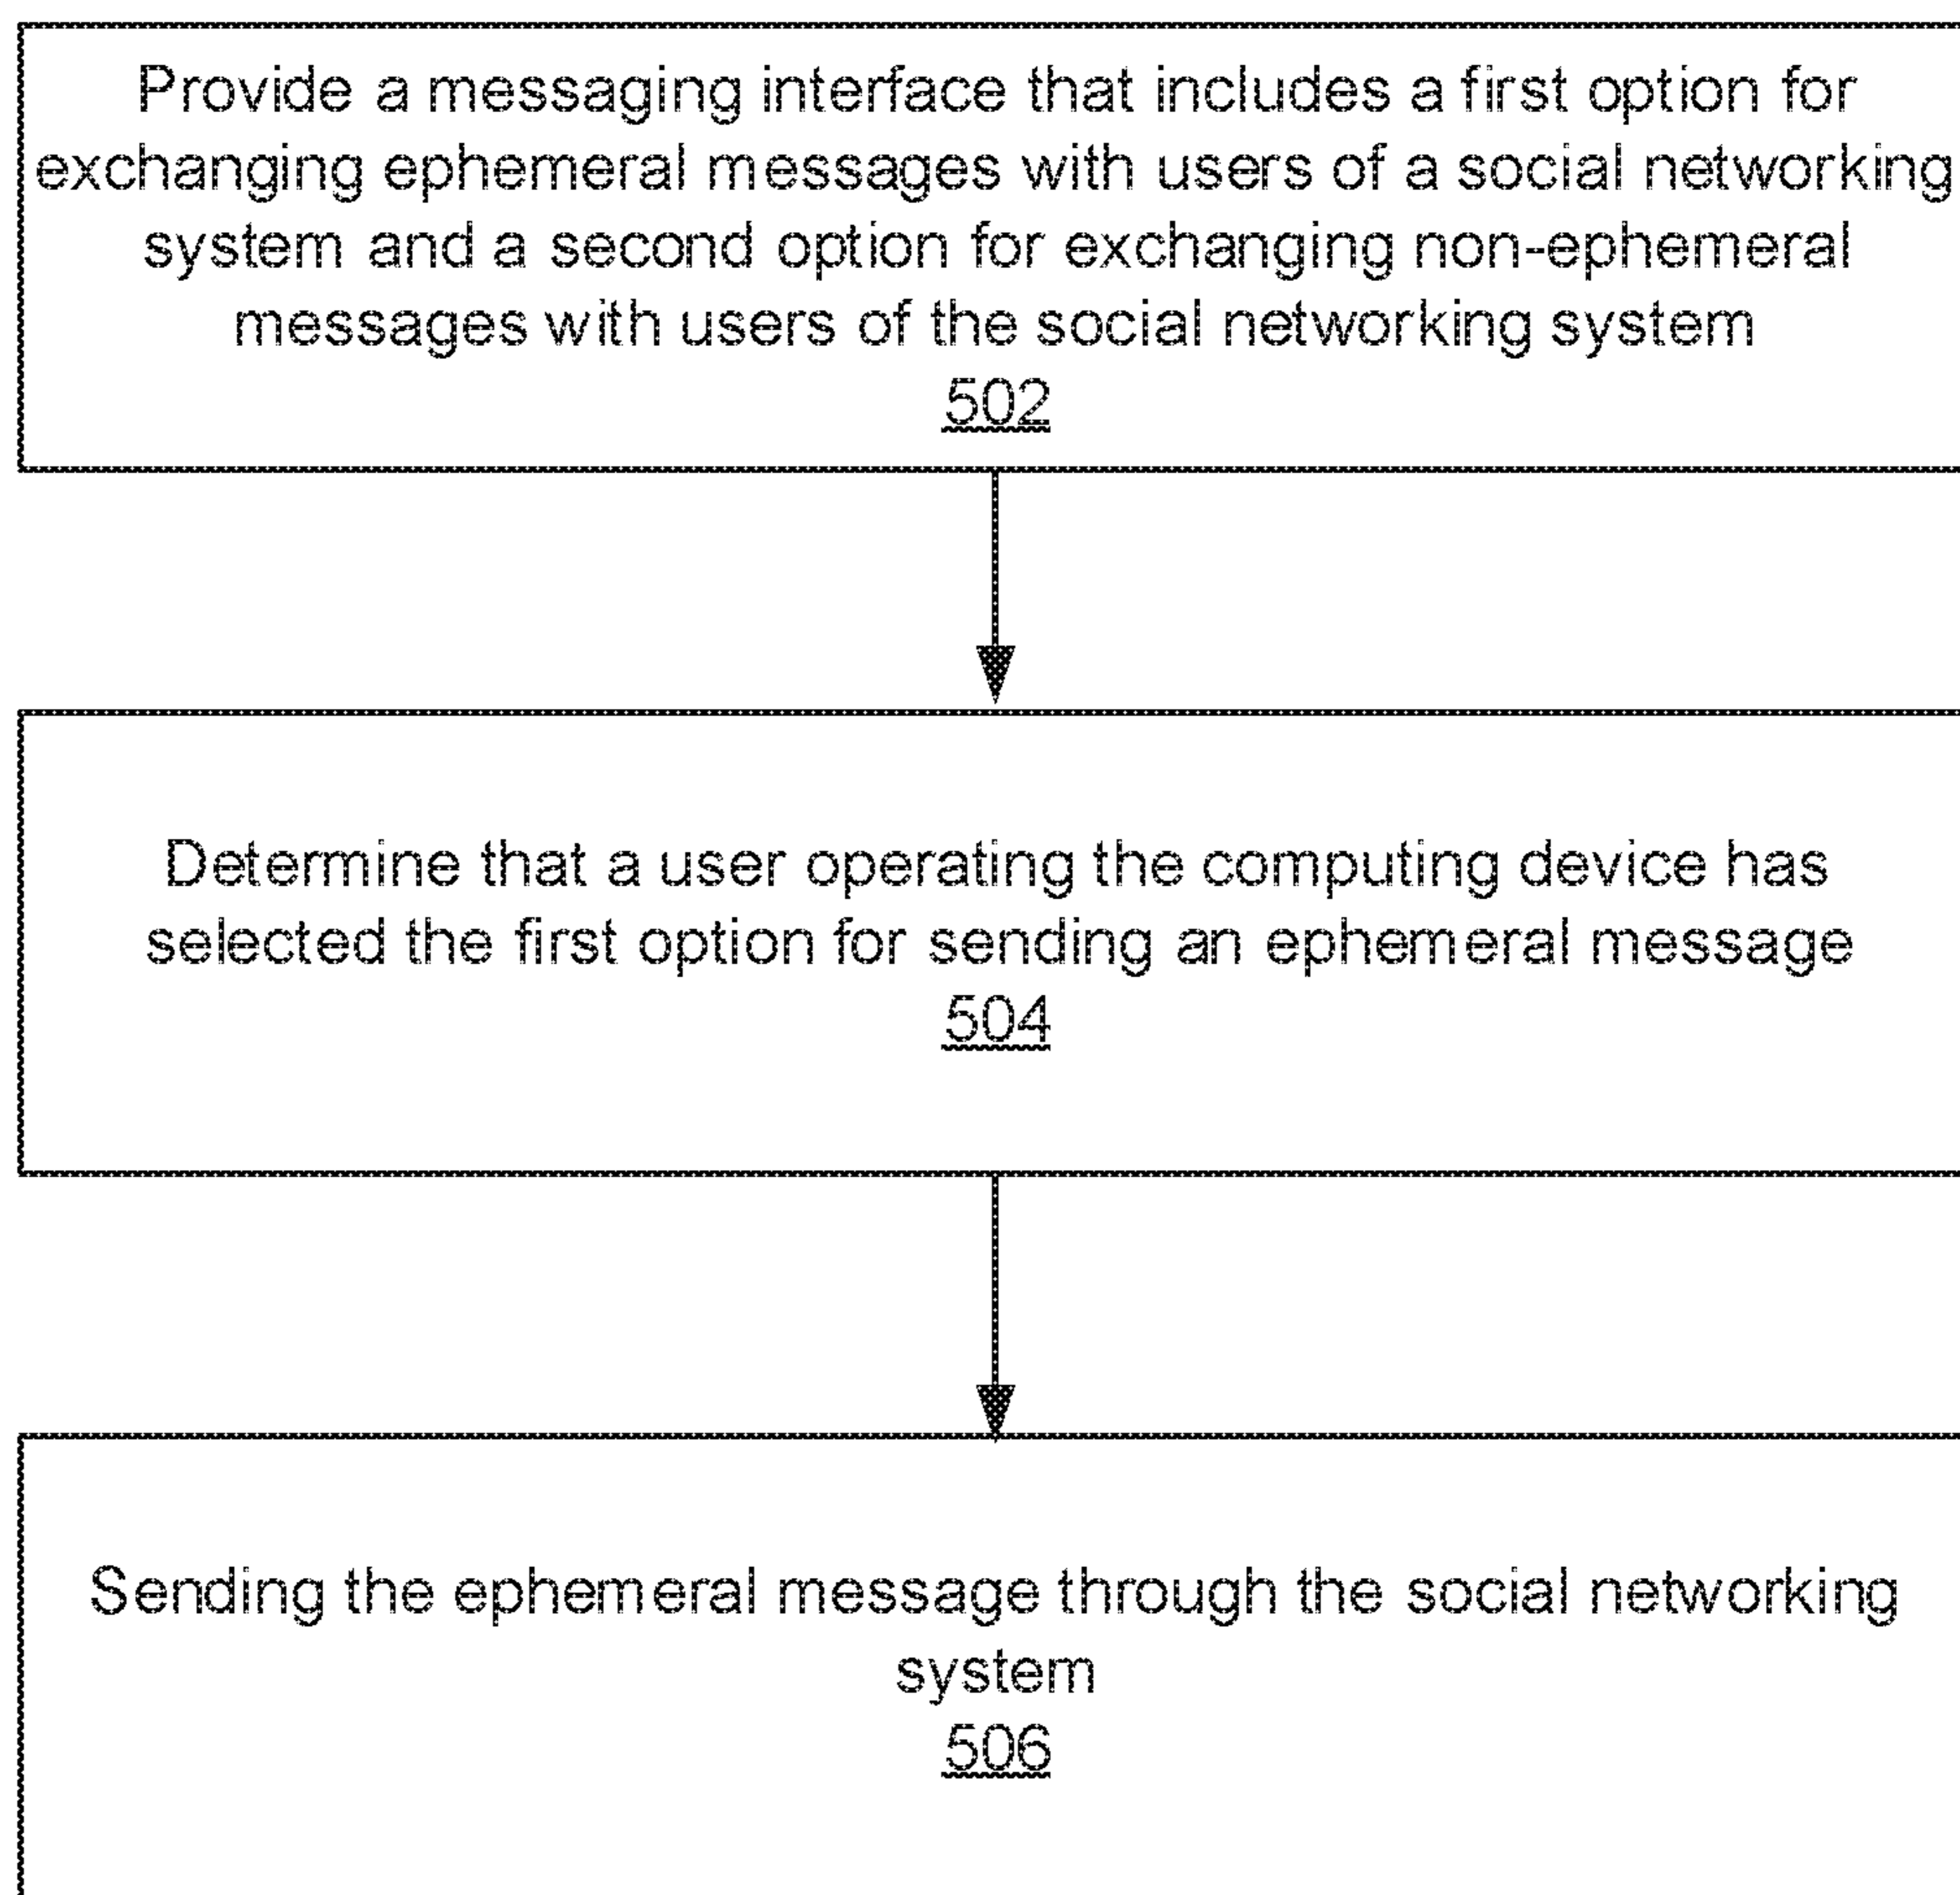 Provide a messaging interface that includes a first option for
exchanging ephemeral messages with users of a social networking
system and a second option for exchanging non-ephemeral
messages with users of the social networking system
502
Determine that a user operating the computing device has
selected the first option for sending an ephemeral message
504
Sending the ephemeral message through the social networking
system
506